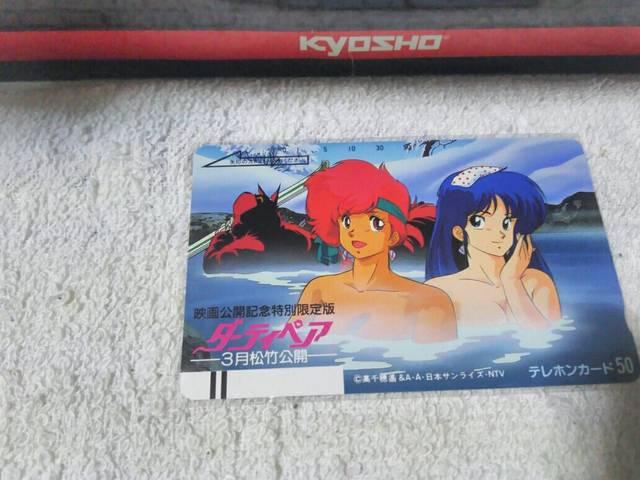 KYOSHO
5 10 30
映画公開記念特別限定版
ダーティペア
3月松竹公開
©高千穂遙 &A・A・日本サンライズ・NTV
テレホンカード50